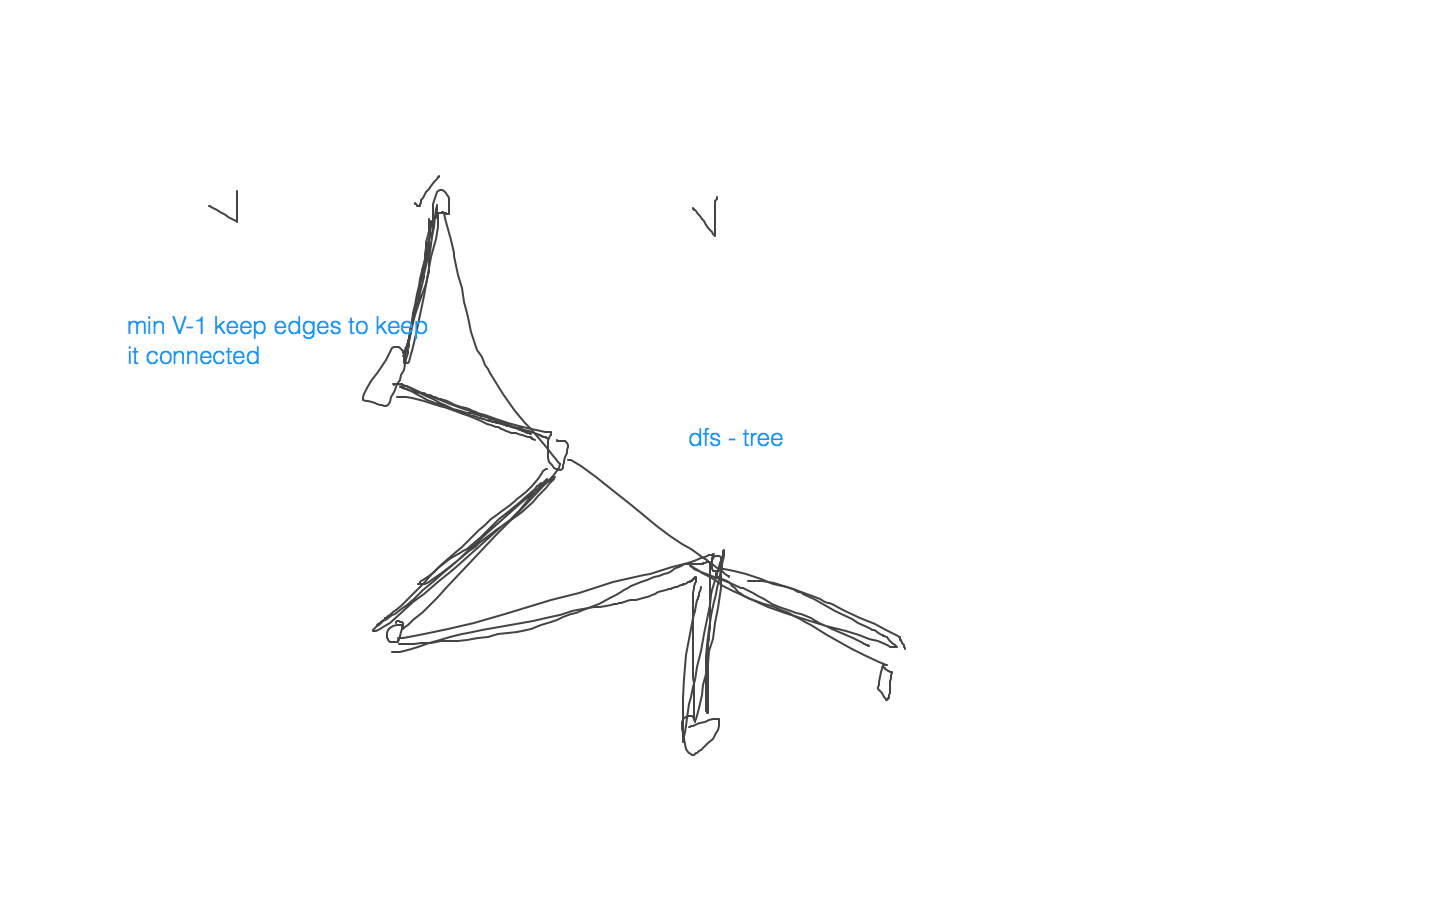 min V-1 keep edges to keep
it connected
dfs - tree